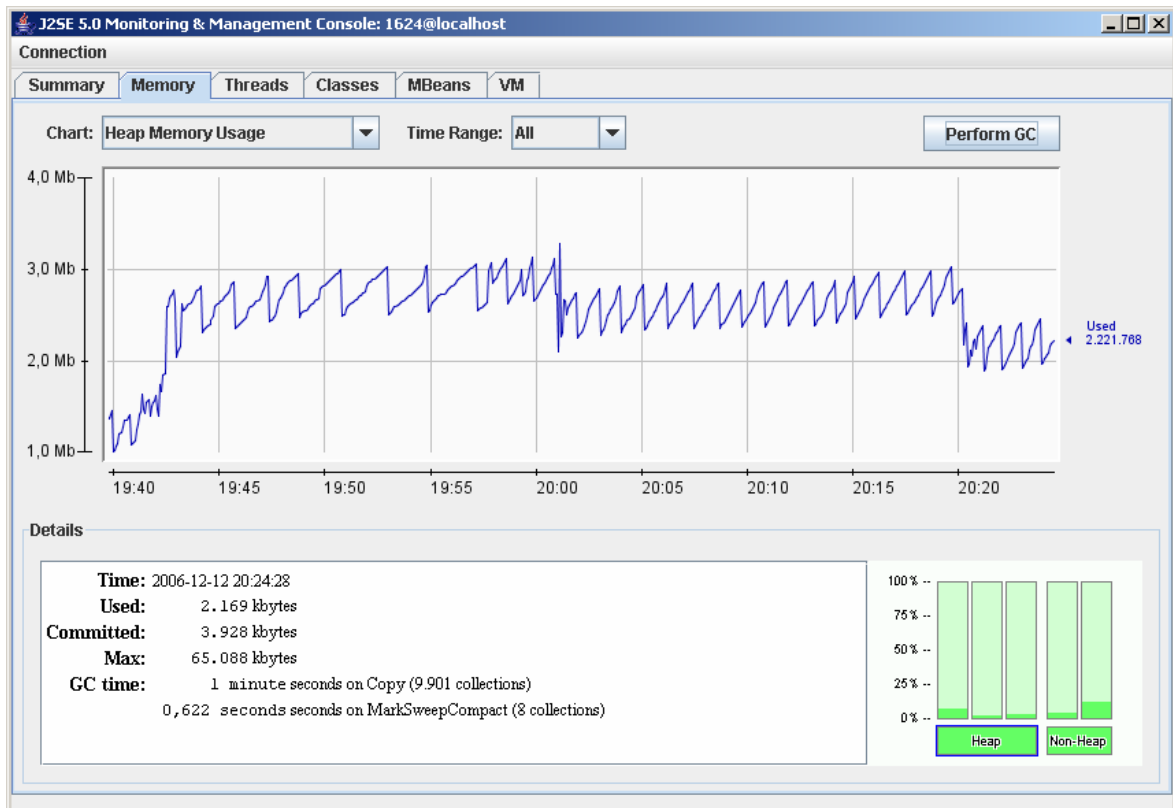 J2SE 5.0 Monitoring & Management Console: 1624@localhost
Connection
Summary Memory Threads Classes MBeans VM
Chart: Heap Memory Usage Time Range: All Perform GC
4,0 Mb
3,0 Mb
2,0 Mb
1,0 Mb
Used
2.221.768
19:40 19:45 19:50 19:55 20:00 20:05 20:10 20:15 20:20
Details
Time: 2006-12-12 20:24:28
Used: 2.169 kbytes
Committed: 3.928 kbytes
Max: 65.088 kbytes
GC time: 1 minute seconds on Copy (9.901 collections)
0,622 seconds seconds on MarkSweepCompact (8 collections)
100 % --
75 % --
50 % --
25 % --
0 % --
Heap Non-Heap